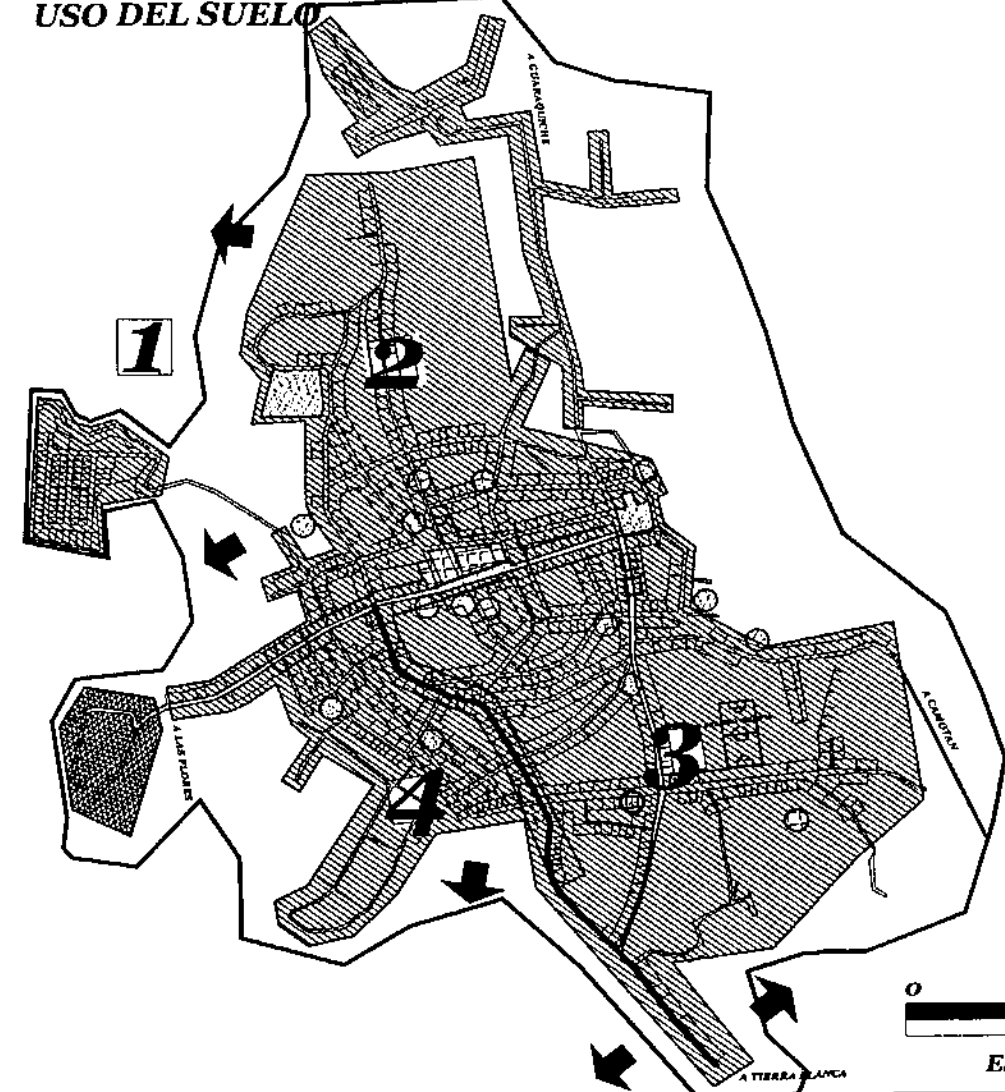 USO DEL SUELO
A GUARAQUICHE
1
2
A CAMOTAN
3
A LAS FLORES
4
O
E
A TIERRA BLANCA